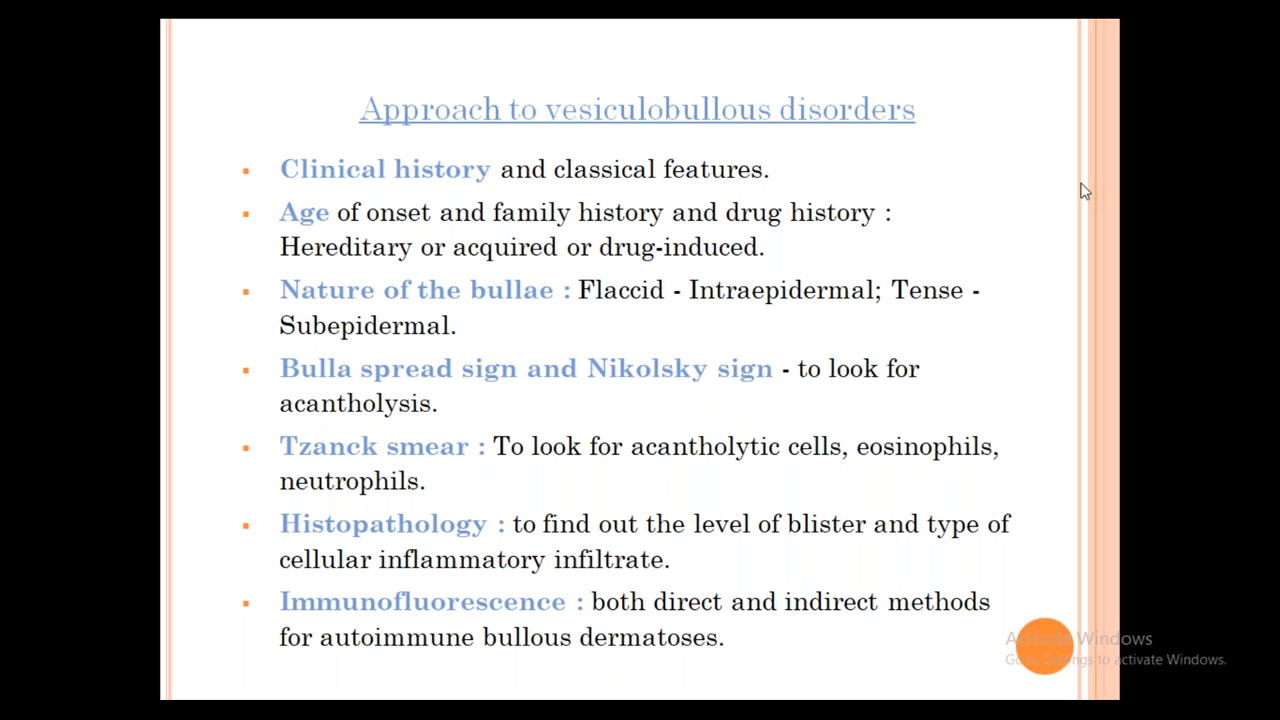 Approach to vesiculobullous disorders
▪ Clinical history and classical features.
▪ Age of onset and family history and drug history :
Hereditary or acquired or drug-induced.
▪ Nature of the bullae : Flaccid - Intraepidermal; Tense -
Subepidermal.
▪ Bulla spread sign and Nikolsky sign - to look for
acantholysis.
▪ Tzanck smear : To look for acantholytic cells, eosinophils,
neutrophils.
▪ Histopathology : to find out the level of blister and type of
cellular inflammatory infiltrate.
▪ Immunofluorescence : both direct and indirect methods
for autoimmune bullous dermatoses.
Activate Windows
Go to Settings to activate Windows.